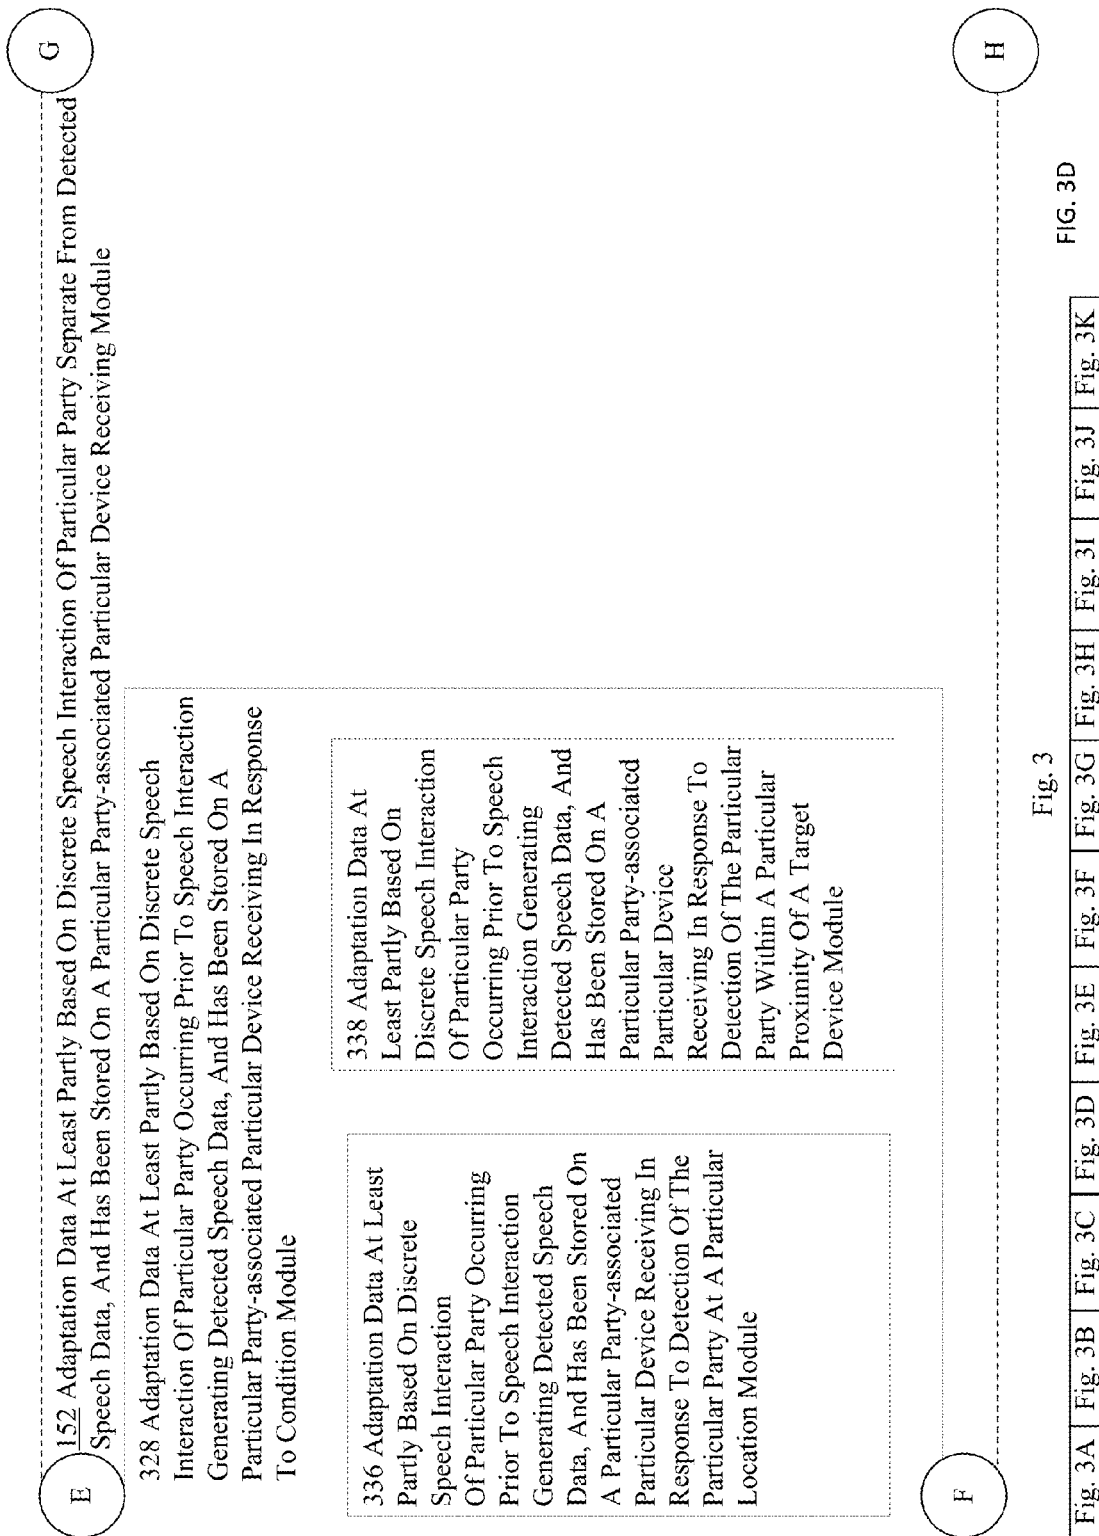 E
G
152 Adaptation Data At Least Partly Based On Discrete Speech Interaction Of Particular Party Separate From Detected
Speech Data, And Has Been Stored On A Particular Party-associated Particular Device Receiving Module
328 Adaptation Data At Least Partly Based On Discrete Speech
Interaction Of Particular Party Occurring Prior To Speech Interaction
Generating Detected Speech Data, And Has Been Stored On A
Particular Party-associated Particular Device Receiving In Response
To Condition Module
336 Adaptation Data At Least
Partly Based On Discrete
Speech Interaction
Of Particular Party Occurring
Prior To Speech Interaction
Generating Detected Speech
Data, And Has Been Stored On
A Particular Party-associated
Particular Device Receiving In
Response To Detection Of The
Particular Party At A Particular
Location Module
338 Adaptation Data At
Least Partly Based On
Discrete Speech Interaction
Of Particular Party
Occurring Prior To Speech
Interaction Generating
Detected Speech Data, And
Has Been Stored On A
Particular Party-associated
Particular Device
Receiving In Response To
Detection Of The Particular
Party Within A Particular
Proximity Of A Target
Device Module
F
H
Fig. 3
FIG. 3D
Fig. 3A | Fig. 3B | Fig. 3C | Fig. 3D | Fig. 3E | Fig. 3F | Fig. 3G | Fig. 3H | Fig. 3I | Fig. 3J | Fig. 3K